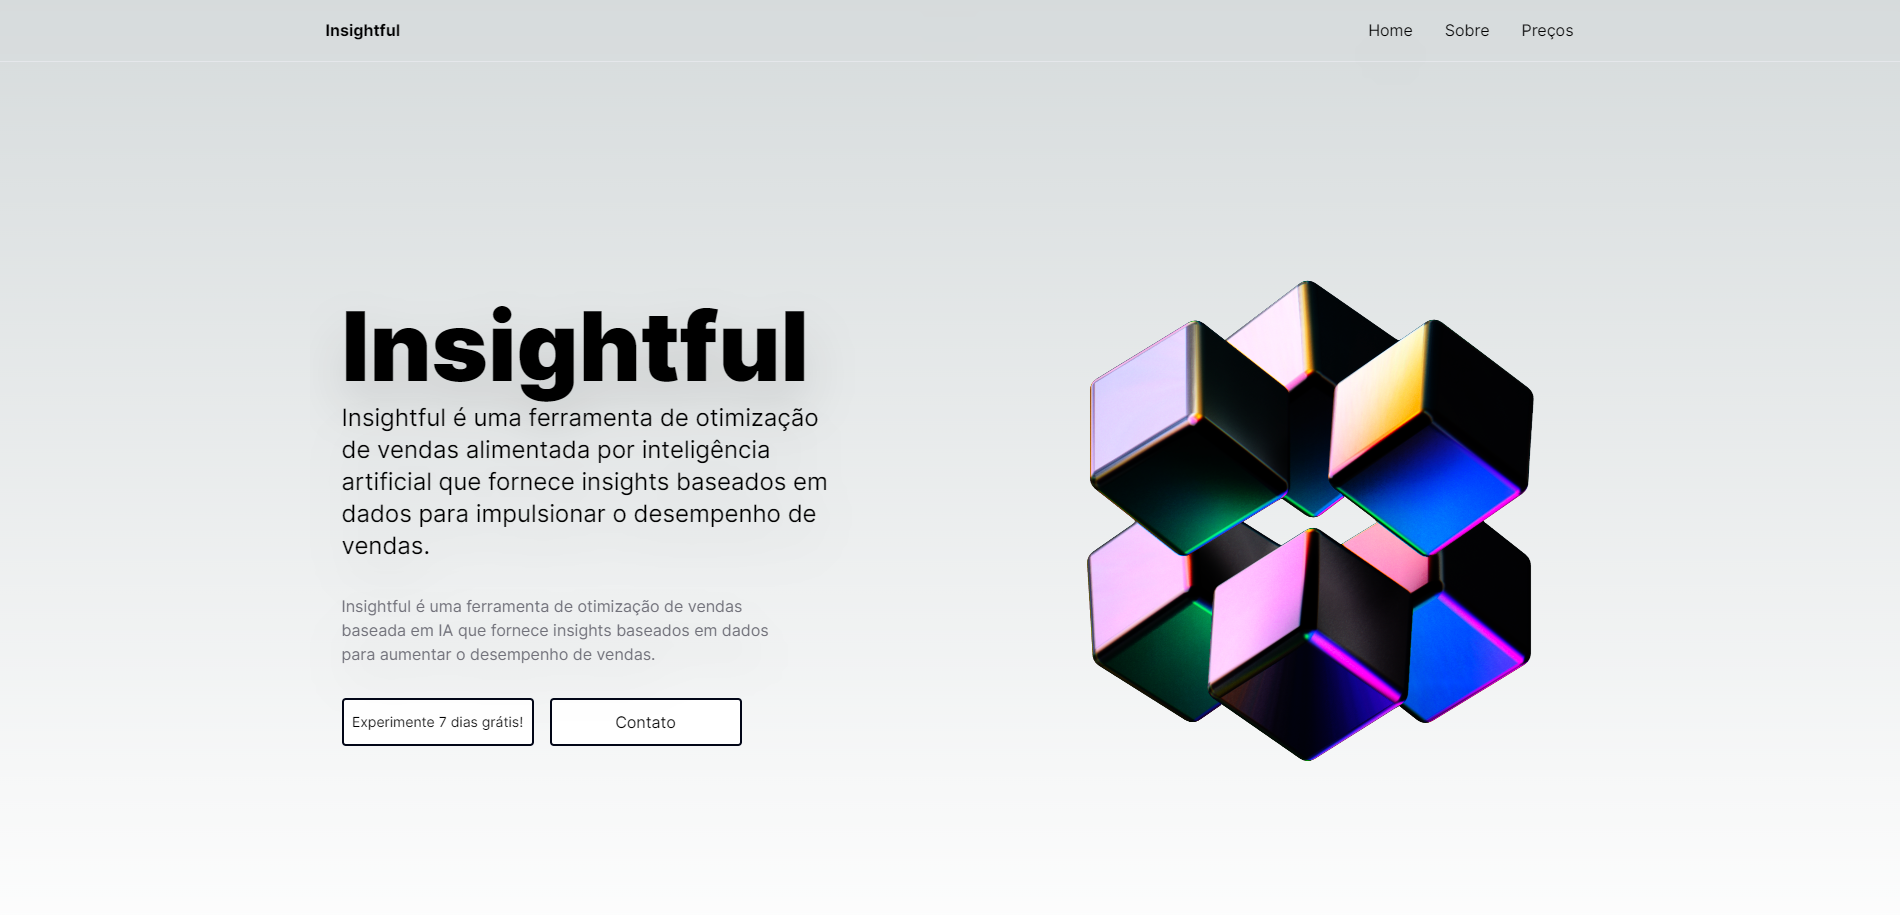 Insightful
Home Sobre Preços
Insightful
Insightful é uma ferramenta de otimização
de vendas alimentada por inteligência
artificial que fornece insights baseados em
dados para impulsionar o desempenho de
vendas.
Insightful é uma ferramenta de otimização de vendas
baseada em IA que fornece insights baseados em dados
para aumentar o desempenho de vendas.
Experimente 7 dias grátis! Contato